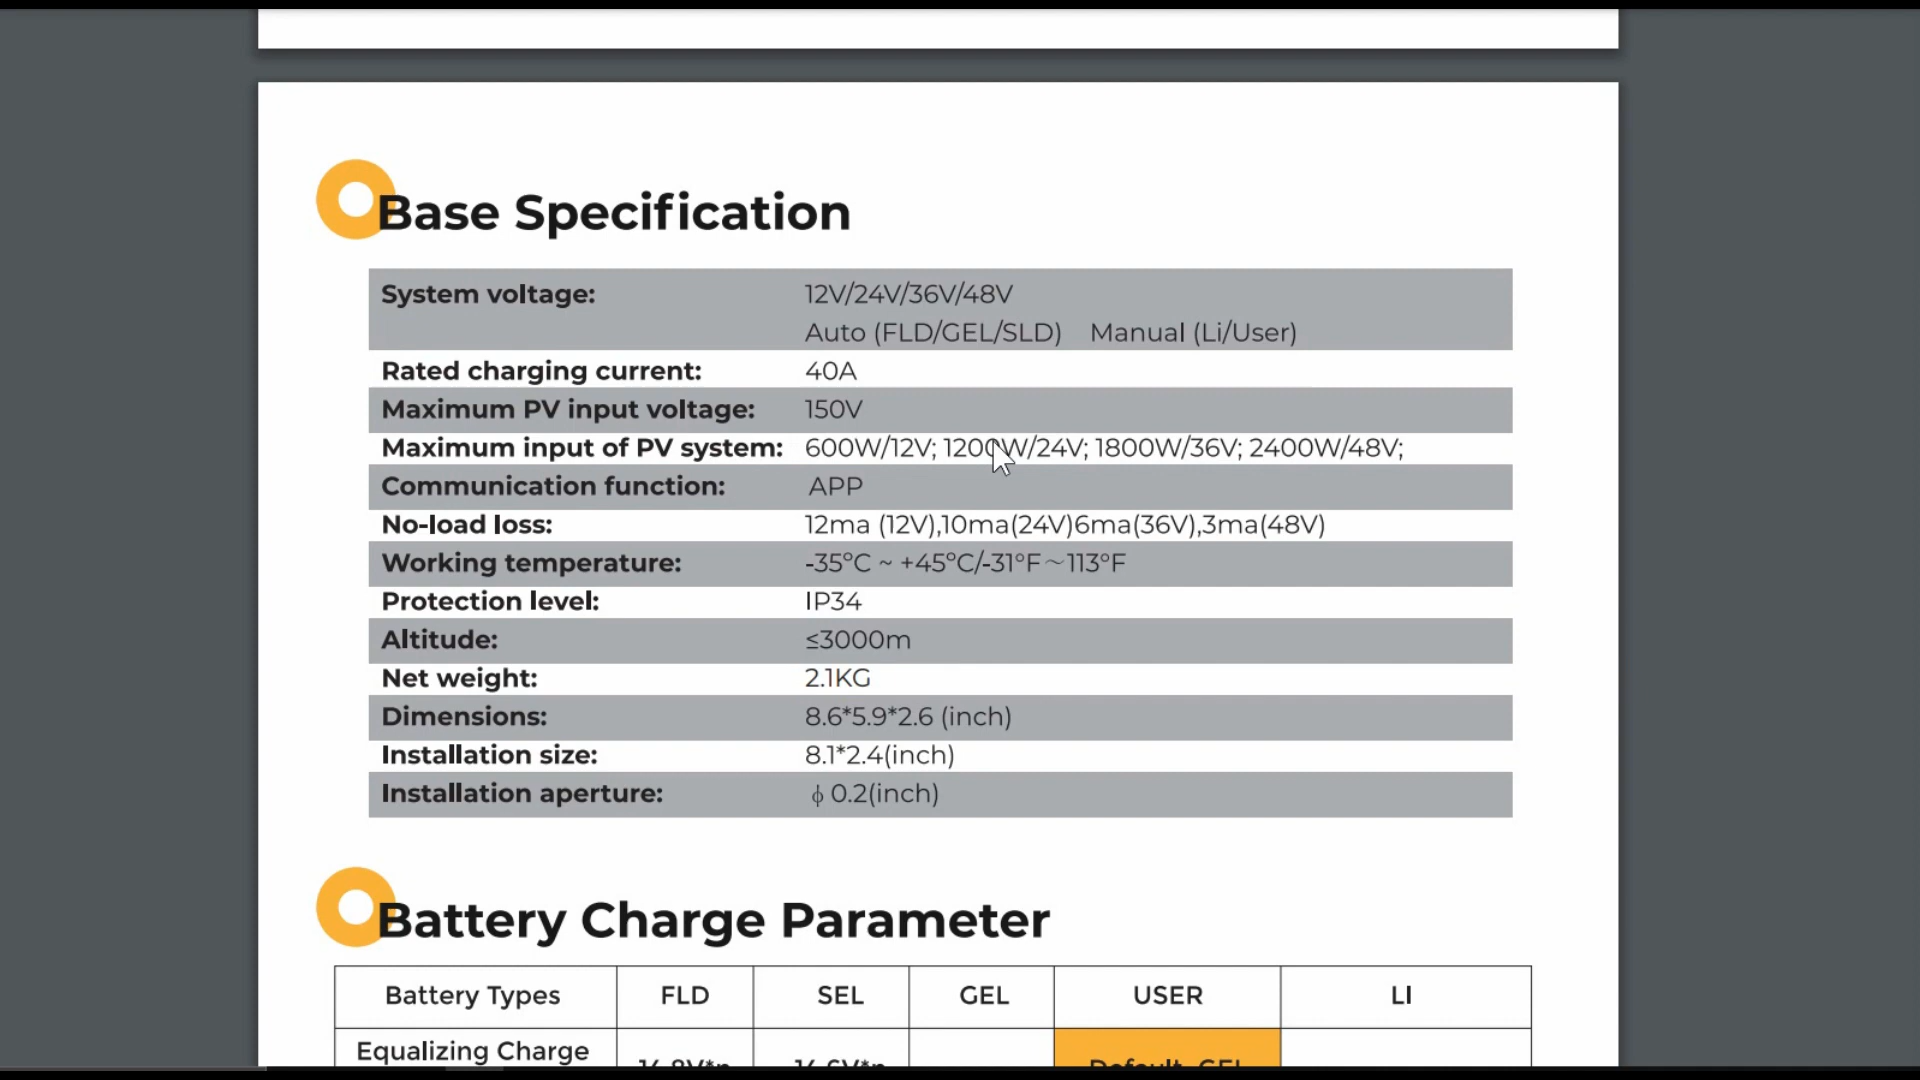 Base Specification
System voltage: 12V/24V/36V/48V
Auto (FLD/GEL/SLD) Manual (Li/User)
Rated charging current: 40A
Maximum PV input voltage: 150V
Maximum input of PV system: 600W/12V; 1200W/24V; 1800W/36V; 2400W/48V;
Communication function: APP
No-load loss: 12ma (12V),10ma(24V)6ma(36V),3ma(48V)
Working temperature: -35°C ~ +45°C/-31°F～113°F
Protection level: IP34
Altitude: ≤3000m
Net weight: 2.1KG
Dimensions: 8.6*5.9*2.6 (inch)
Installation size: 8.1*2.4(inch)
Installation aperture: ϕ 0.2(inch)
Battery Charge Parameter
Battery Types FLD SEL GEL USER LI
Equalizing Charge